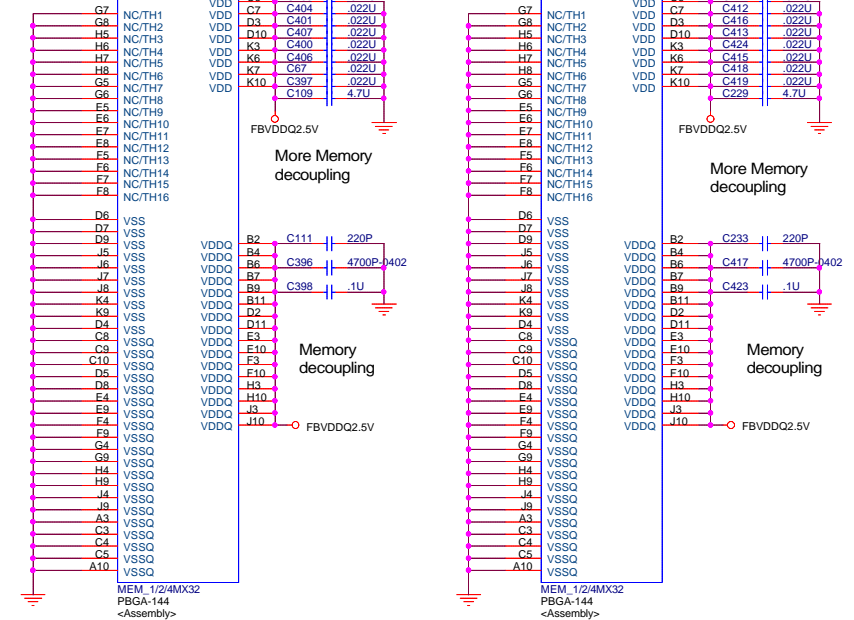 G7 NC/TH1 VDD C7 C404 .022U
G8 NC/TH2 VDD D3 C401 .022U
H5 NC/TH3 VDD D10 C407 .022U
H6 NC/TH4 VDD K3 C400 .022U
H7 NC/TH5 VDD K6 C406 .022U
H8 NC/TH6 VDD K7 C67 .022U
G5 NC/TH7 VDD K10 C397 .022U
G6 NC/TH8 C109 4.7U
E5 NC/TH9
E6 NC/TH10
E7 NC/TH11
E8 NC/TH12
F5 NC/TH13
F6 NC/TH14
F7 NC/TH15
F8 NC/TH16
FBVDDQ2.5V
More Memory
decoupling
D6 VSS
D7 VSS
D9 VSS VDDQ B2 C111 220P
J5 VSS VDDQ B4
J6 VSS VDDQ B6 C396 4700P-0402
J7 VSS VDDQ B7
J8 VSS VDDQ B9 C398 .1U
K4 VSS VDDQ B11
K9 VSS VDDQ D2
D4 VSS VDDQ D11
C8 VSSQ VDDQ E3
C9 VSSQ VDDQ E10
C10 VSSQ VDDQ F3
D5 VSSQ VDDQ F10
D8 VSSQ VDDQ H3
E4 VSSQ VDDQ H10
E9 VSSQ VDDQ J3
F4 VSSQ VDDQ J10 FBVDDQ2.5V
F9 VSSQ
G4 VSSQ
G9 VSSQ
H4 VSSQ
H9 VSSQ
J4 VSSQ
J9 VSSQ
A3 VSSQ
C3 VSSQ
C4 VSSQ
C5 VSSQ
A10 VSSQ
Memory
decoupling
MEM_1/2/4MX32
PBGA-144
<Assembly>
G7 NC/TH1 VDD C7 C412 .022U
G8 NC/TH2 VDD D3 C416 .022U
H5 NC/TH3 VDD D10 C413 .022U
H6 NC/TH4 VDD K3 C424 .022U
H7 NC/TH5 VDD K6 C415 .022U
H8 NC/TH6 VDD K7 C418 .022U
G5 NC/TH7 VDD K10 C419 .022U
G6 NC/TH8 C229 4.7U
E5 NC/TH9
E6 NC/TH10
E7 NC/TH11
E8 NC/TH12
F5 NC/TH13
F6 NC/TH14
F7 NC/TH15
F8 NC/TH16
FBVDDQ2.5V
More Memory
decoupling
D6 VSS
D7 VSS
D9 VSS VDDQ B2 C233 220P
J5 VSS VDDQ B4
J6 VSS VDDQ B6 C417 4700P-0402
J7 VSS VDDQ B7
J8 VSS VDDQ B9 C423 .1U
K4 VSS VDDQ B11
K9 VSS VDDQ D2
D4 VSS VDDQ D11
C8 VSSQ VDDQ E3
C9 VSSQ VDDQ E10
C10 VSSQ VDDQ F3
D5 VSSQ VDDQ F10
D8 VSSQ VDDQ H3
E4 VSSQ VDDQ H10
E9 VSSQ VDDQ J3
F4 VSSQ VDDQ J10 FBVDDQ2.5V
F9 VSSQ
G4 VSSQ
G9 VSSQ
H4 VSSQ
H9 VSSQ
J4 VSSQ
J9 VSSQ
A3 VSSQ
C3 VSSQ
C4 VSSQ
C5 VSSQ
A10 VSSQ
Memory
decoupling
MEM_1/2/4MX32
PBGA-144
<Assembly>